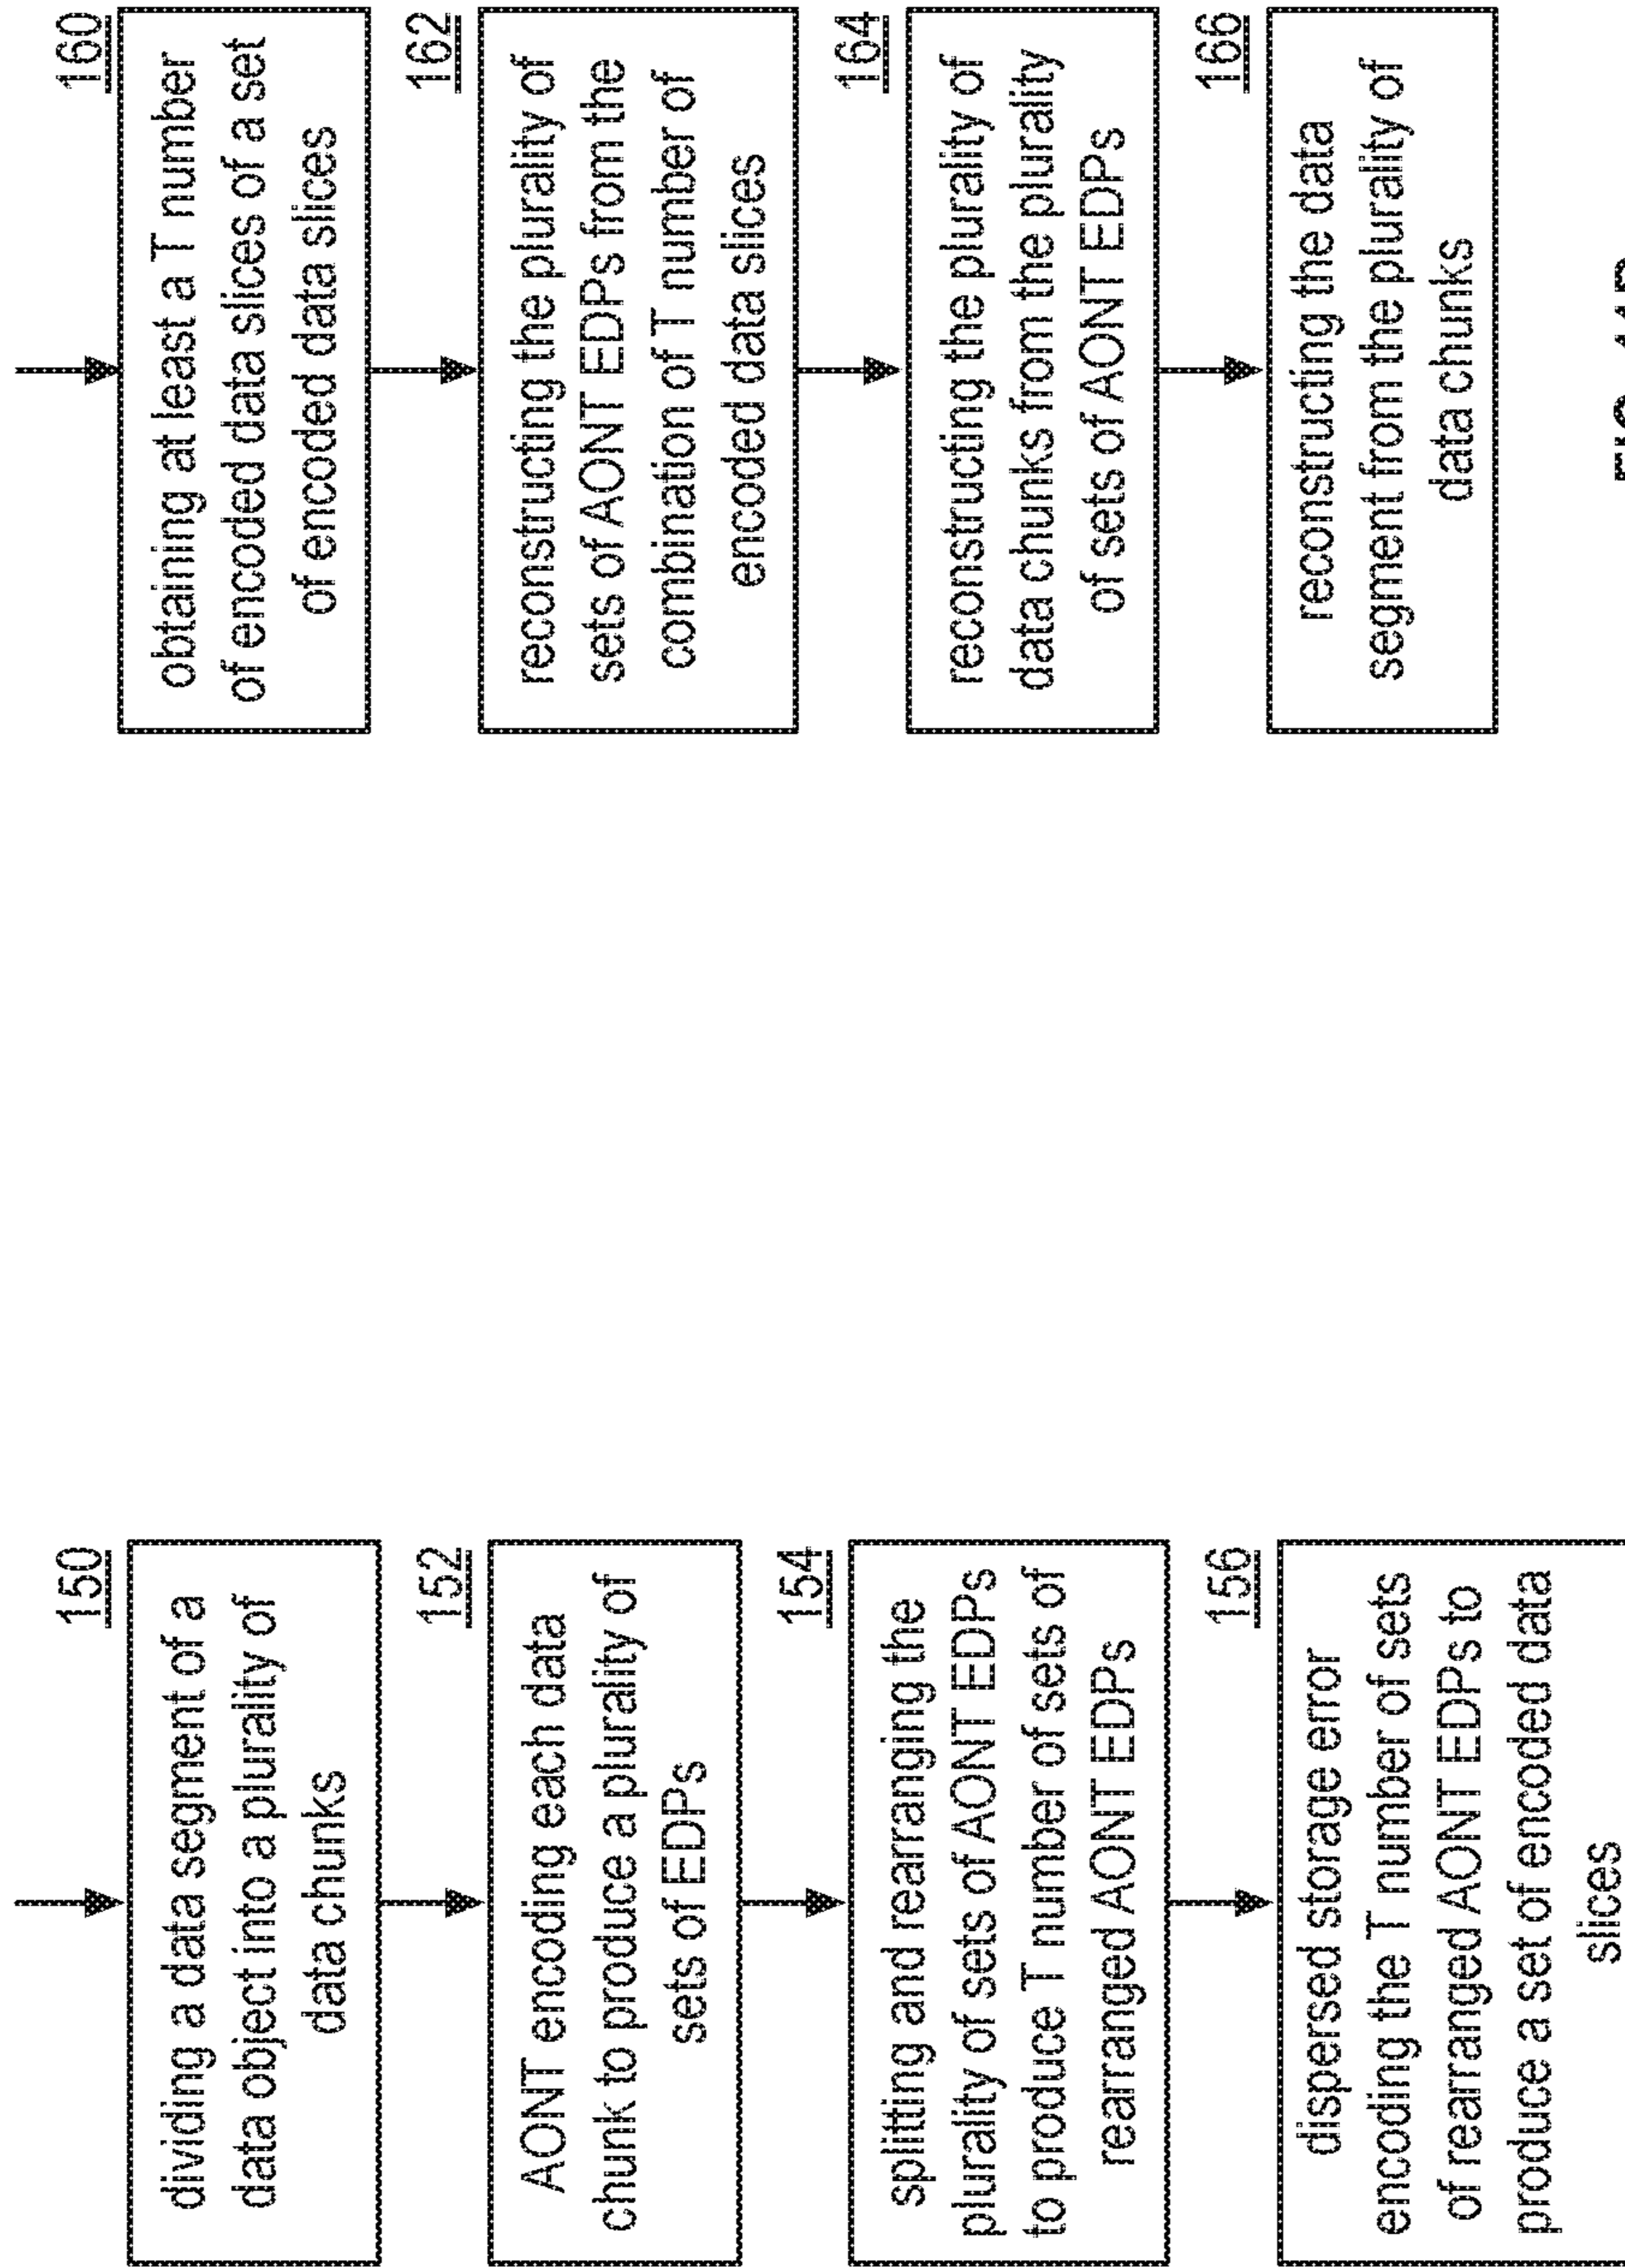 150
dividing a data segment of a
data object into a plurality of
data chunks
152
AONT encoding each data
chunk to produce a plurality of
sets of EDPs
154
splitting and rearranging the
plurality of sets of AONT EDPs
to produce T number of sets of
rearranged AONT EDPs
156
dispersed storage error
encoding the T number of sets
of rearranged AONT EDPs to
produce a set of encoded data
slices
160
obtaining at least a T number
of encoded data slices of a set
of encoded data slices
162
reconstructing the plurality of
sets of AONT EDPs from the
combination of T number of
encoded data slices
164
reconstructing the plurality of
data chunks from the plurality
of sets of AONT EDPs
166
reconstructing the data
segment from the plurality of
data chunks